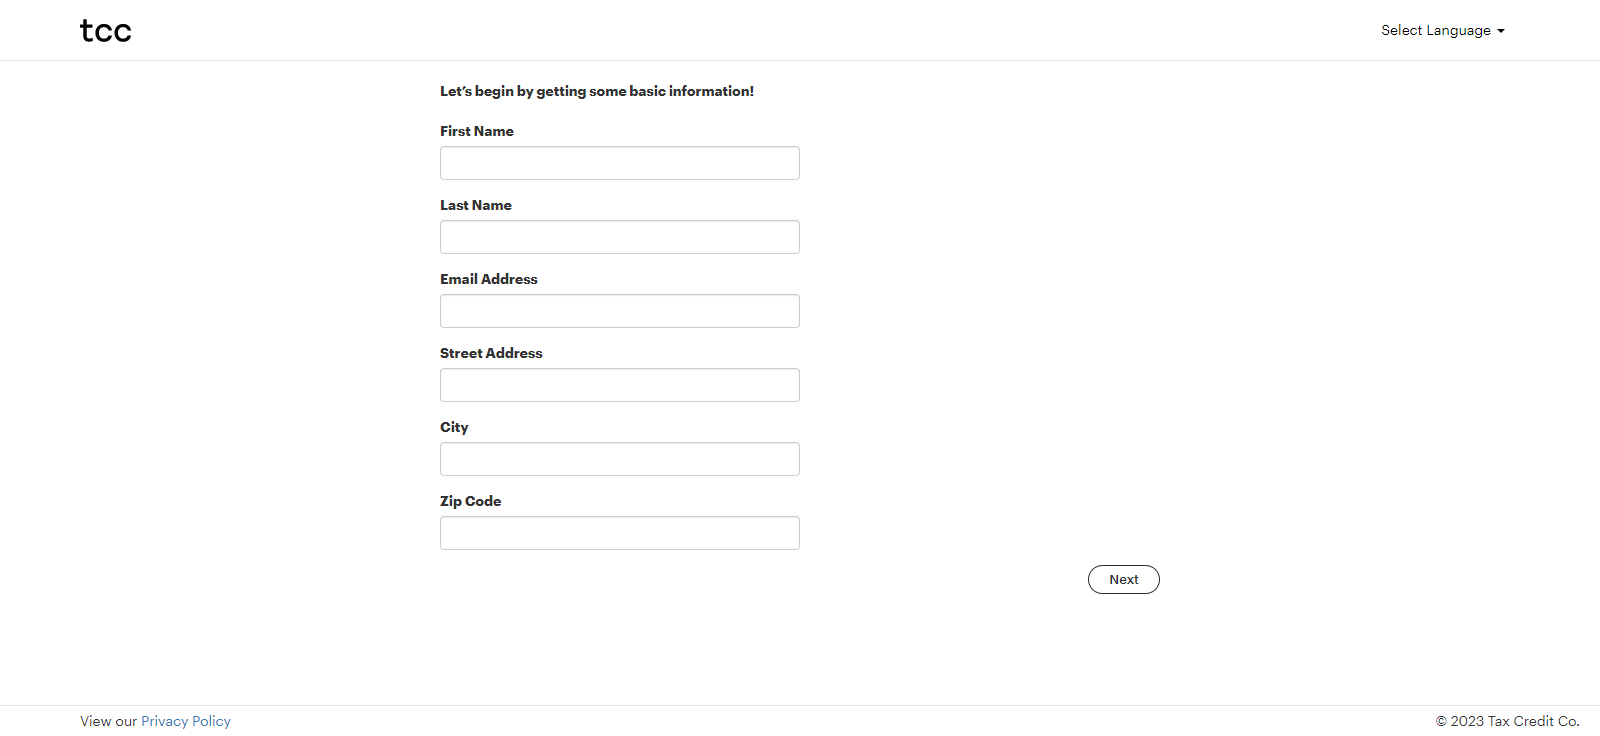 tcc
Select Language
Let’s begin by getting some basic information!
First Name
Last Name
Email Address
Street Address
City
Zip Code
Next
View our Privacy Policy
© 2023 Tax Credit Co.